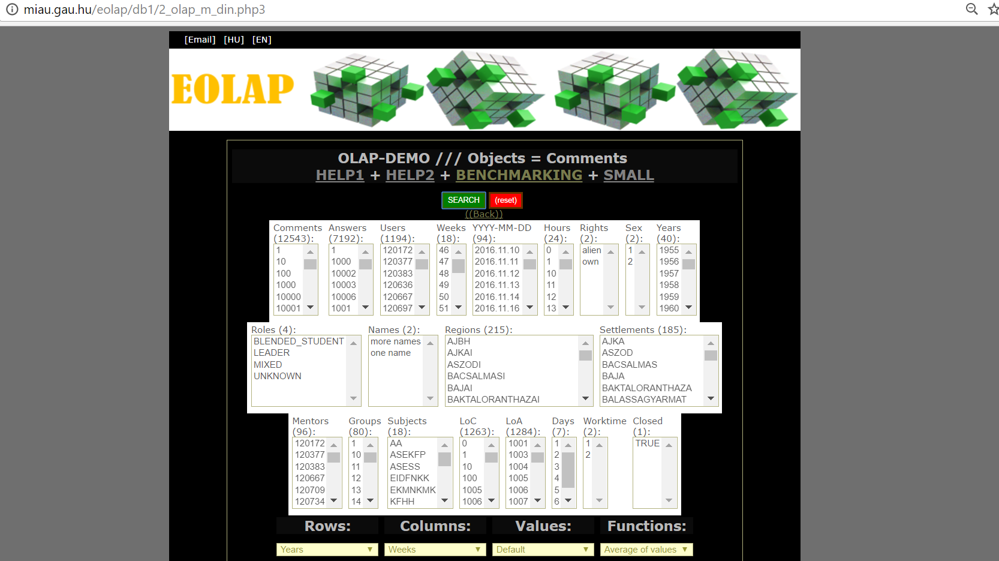 miau.gau.hu/eolap/db1/2_olap_m_din.php3
[Email] [HU] [EN]
EOLAP
OLAP-DEMO /// Objects = Comments
HELP1 + HELP2 + BENCHMARKING + SMALL
SEARCH (reset)
((Back))
Comments (12543):
1
10
100
1000
10000
10001
Answers (7192):
1
1000
10002
10003
10006
1001
Users (1194):
120172
120377
120383
120636
120667
120697
Weeks (18):
46
47
48
49
50
51
YYYY-MM-DD (94):
2016.11.10
2016.11.11
2016.11.12
2016.11.13
2016.11.14
2016.11.16
Hours (24):
0
1
10
11
12
13
Rights (2):
alien
own
Sex (2):
1
2
Years (40):
1955
1956
1957
1958
1959
1960
Roles (4):
BLENDED_STUDENT
LEADER
MIXED
UNKNOWN
Names (2):
more names
one name
Regions (215):
AJBH
AJKAI
ASZODI
BACSALMASI
BAJAI
BAKTALORANTHAZAI
Settlements (185):
AJKA
ASZOD
BACSALMAS
BAJA
BAKTALORANTHAZA
BALASSAGYARMAT
Mentors (96):
120172
120377
120383
120667
120709
120734
Groups (80):
1
10
11
12
13
14
Subjects (18):
AA
ASEKFP
ASESS
EIDFNKK
EKMNKMK
KFHH
LoC (1263):
0
1
10
100
1005
1006
LoA (1284):
1001
1003
1004
1005
1006
1007
Days (7):
1
2
3
4
5
6
Worktime (2):
1
2
Closed (1):
TRUE
Rows: Columns: Values: Functions:
Years Weeks Default Average of values